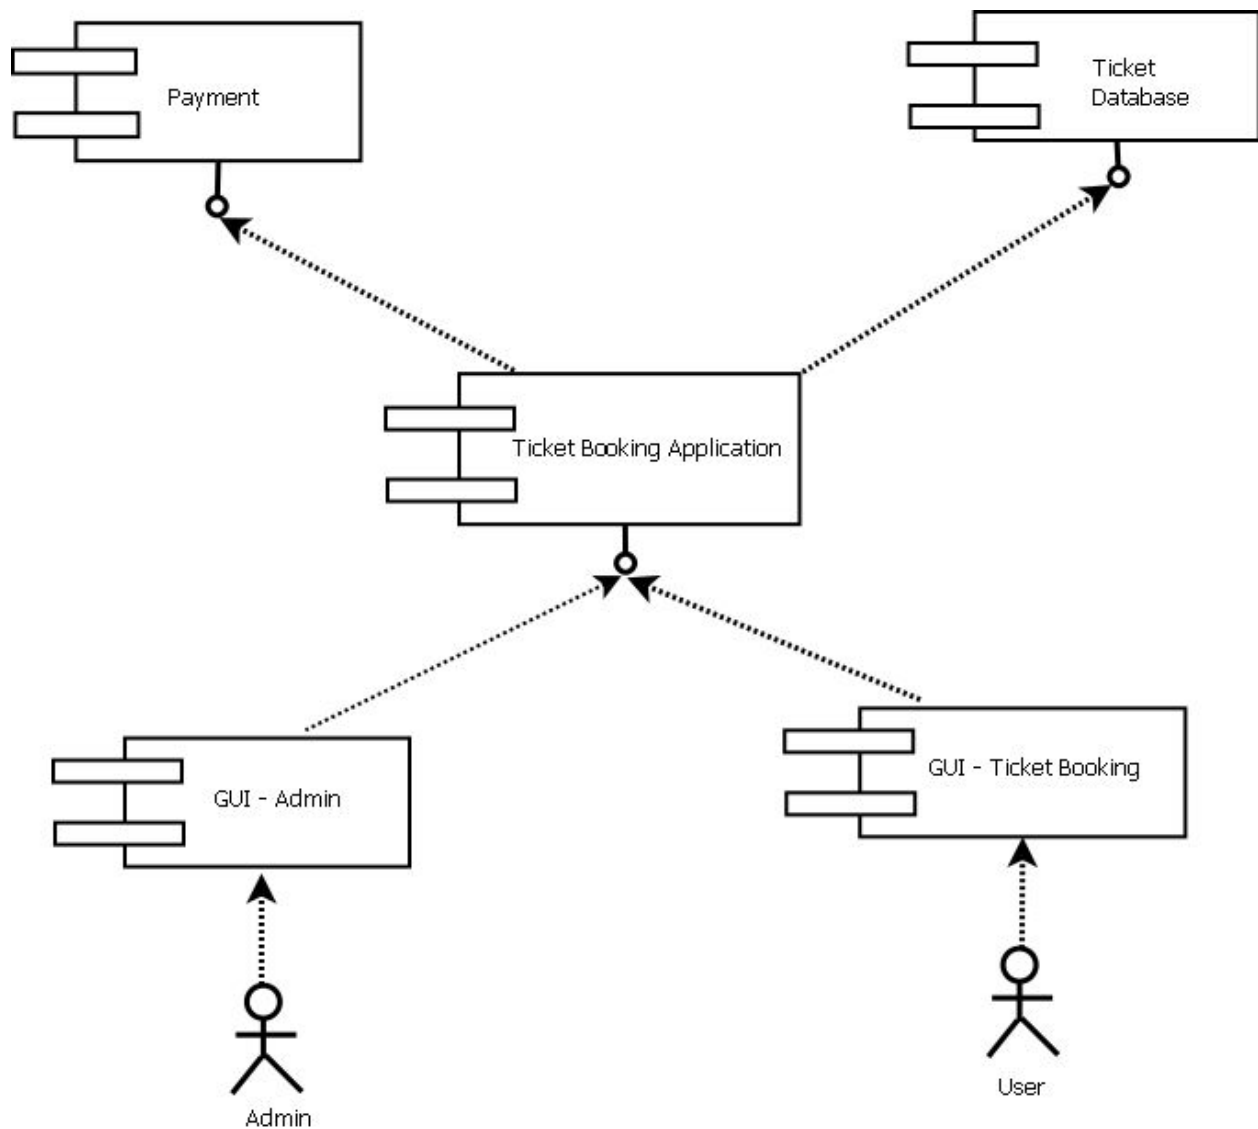 Payment
Ticket
Database
Ticket Booking Application
GUI - Admin
GUI - Ticket Booking
Admin
User